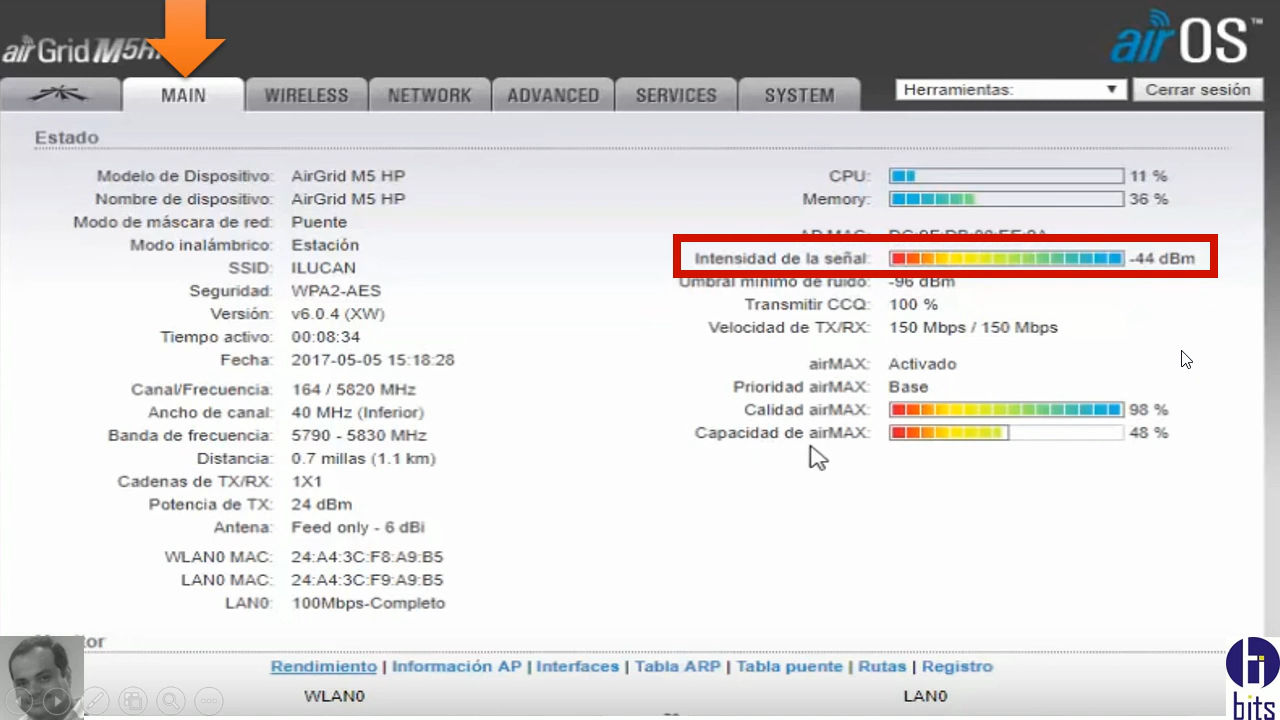 airGrid M5HP
airOS™
MAIN WIRELESS NETWORK ADVANCED SERVICES SYSTEM
Herramientas: Cerrar sesión
Estado
Modelo de Dispositivo: AirGrid M5 HP
Nombre de dispositivo: AirGrid M5 HP
Modo de máscara de red: Puente
Modo inalámbrico: Estación
SSID: ILUCAN
Seguridad: WPA2-AES
Versión: v6.0.4 (XW)
Tiempo activo: 00:08:34
Fecha: 2017-05-05 15:18:28
Canal/Frecuencia: 164 / 5820 MHz
Ancho de canal: 40 MHz (Inferior)
Banda de frecuencia: 5790 - 5830 MHz
Distancia: 0.7 millas (1.1 km)
Cadenas de TX/RX: 1X1
Potencia de TX: 24 dBm
Antena: Feed only - 6 dBi
WLAN0 MAC: 24:A4:3C:F8:A9:B5
LAN0 MAC: 24:A4:3C:F9:A9:B5
LAN0: 100Mbps-Completo
CPU: 11 %
Memory: 36 %
AP MAC:
Intensidad de la señal: -44 dBm
Umbral mínimo de ruido: -96 dBm
Transmitir CCQ: 100 %
Velocidad de TX/RX: 150 Mbps / 150 Mbps
airMAX: Activado
Prioridad airMAX: Base
Calidad airMAX: 98 %
Capacidad de airMAX: 48 %
Monitor
Rendimiento | Información AP | Interfaces | Tabla ARP | Tabla puente | Rutas | Registro
WLAN0 LAN0
bits